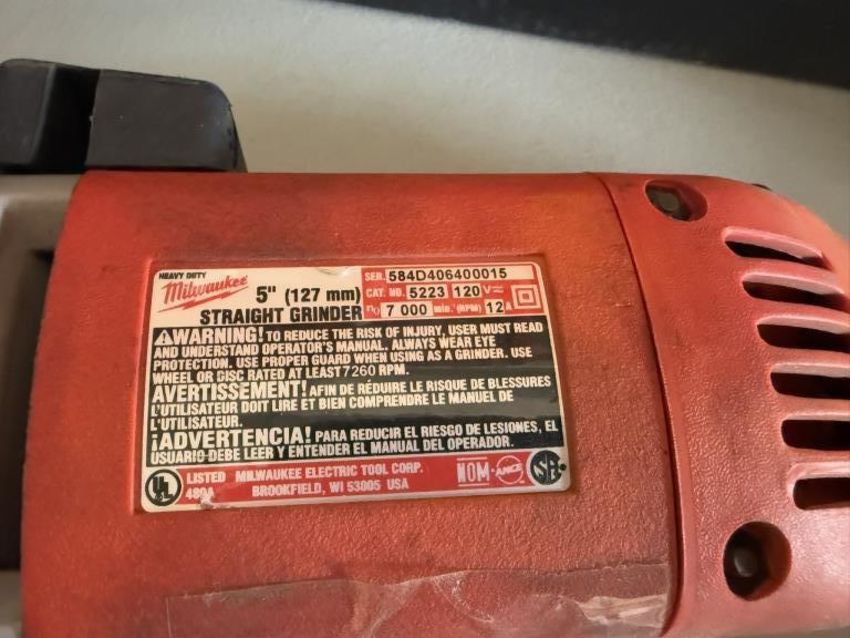 HEAVY DUTY
Milwaukee
5" (127 mm)
STRAIGHT GRINDER
SER. 584D406400015
CAT. NO. 5223 120 V
no 7 000 min.⁻¹(RPM) 12 A
WARNING! TO REDUCE THE RISK OF INJURY, USER MUST READ
AND UNDERSTAND OPERATOR'S MANUAL. ALWAYS WEAR EYE
PROTECTION. USE PROPER GUARD WHEN USING AS A GRINDER. USE
WHEEL OR DISC RATED AT LEAST 7260 RPM.
AVERTISSEMENT! AFIN DE RÉDUIRE LE RISQUE DE BLESSURES
L'UTILISATEUR DOIT LIRE ET BIEN COMPRENDRE LE MANUEL DE
L'UTILISATEUR.
¡ADVERTENCIA! PARA REDUCIR EL RIESGO DE LESIONES, EL
USUARIO DEBE LEER Y ENTENDER EL MANUAL DEL OPERADOR.
UL LISTED MILWAUKEE ELECTRIC TOOL CORP.
480A BROOKFIELD, WI 53005 USA
NOM ANCE